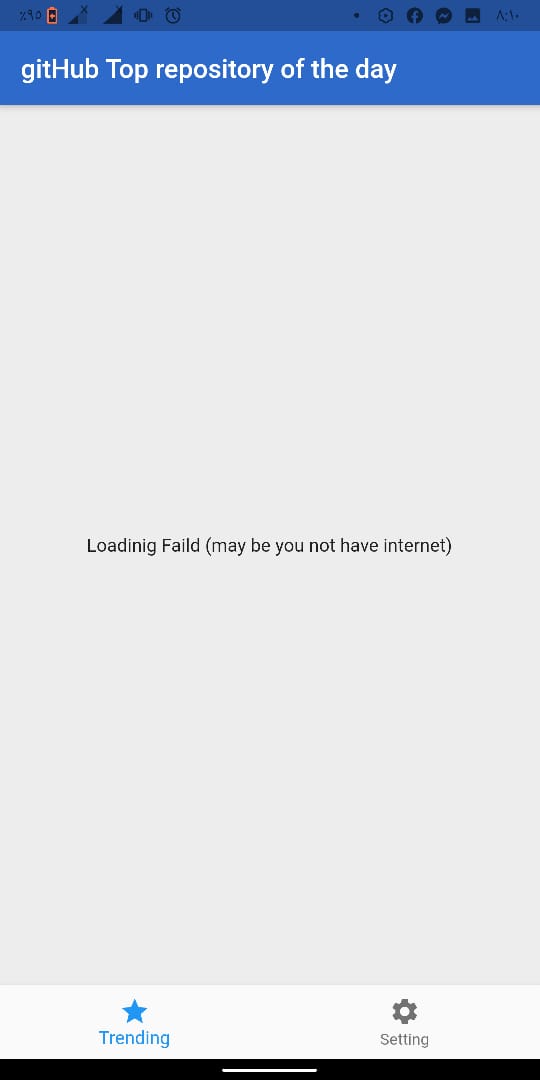 ٪٩٥
٨:١٠
gitHub Top repository of the day
Loadinig Faild (may be you not have internet)
Trending
Setting